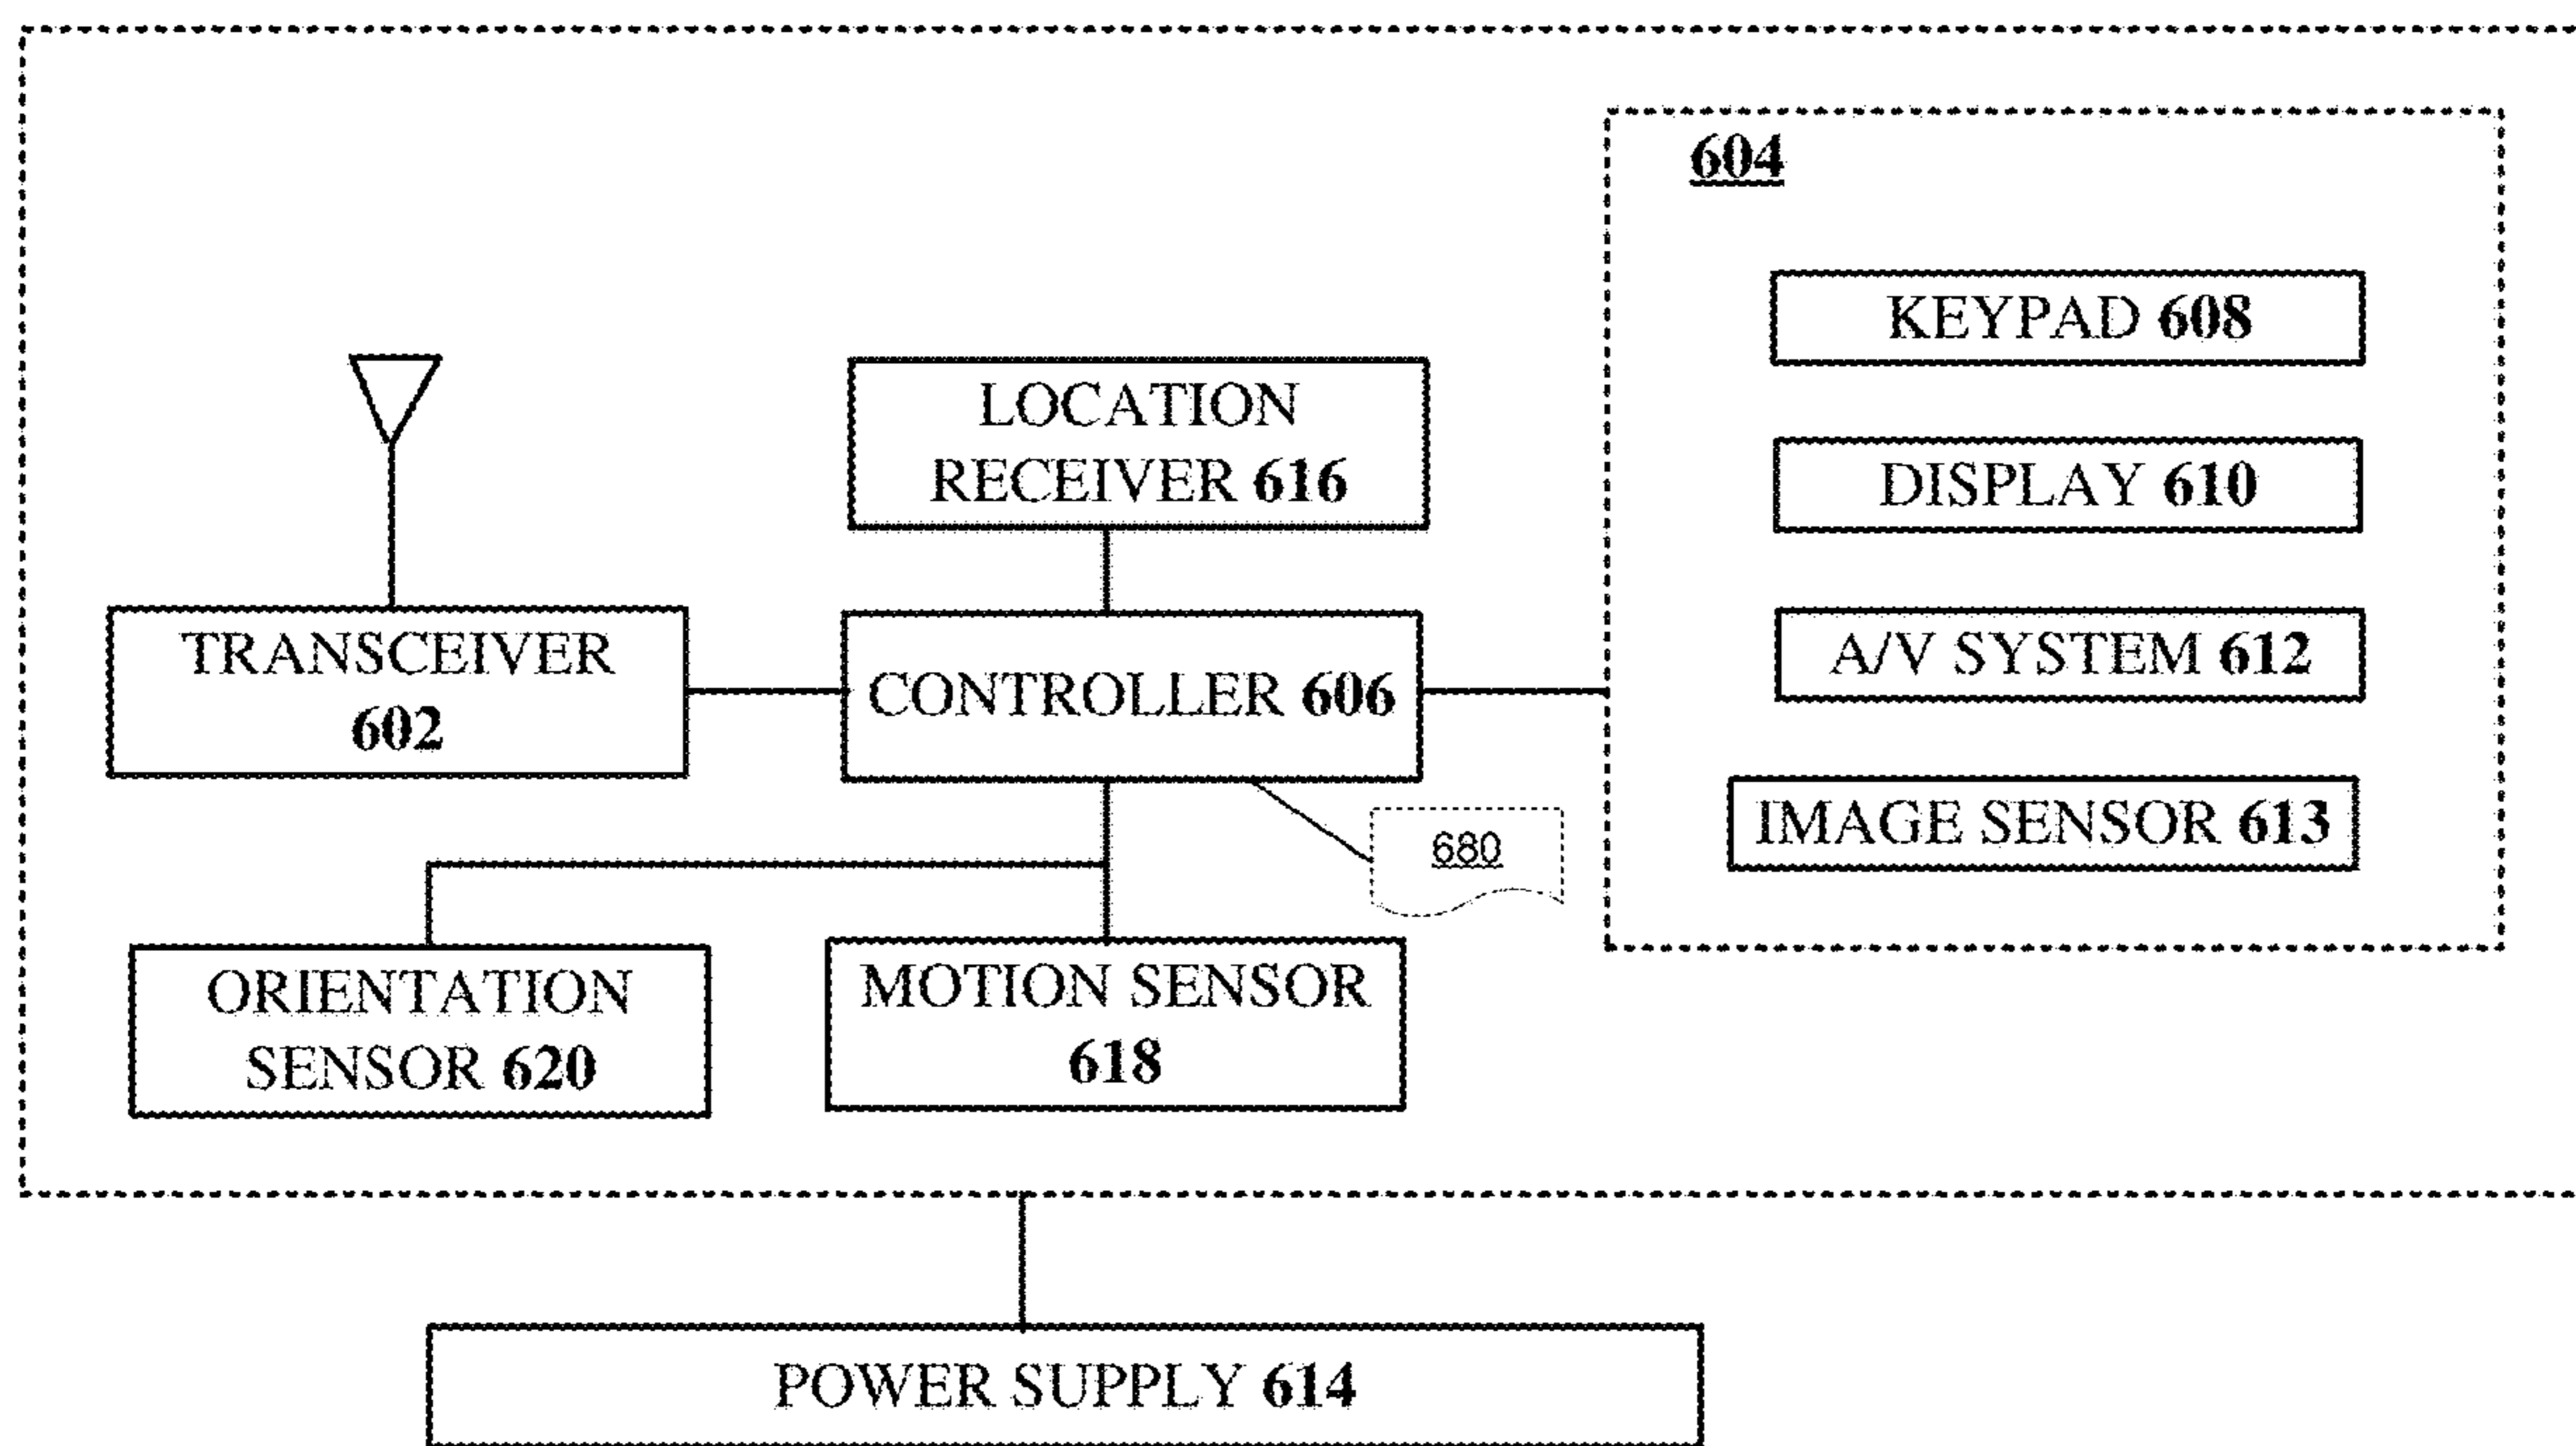 604
KEYPAD 608
LOCATION
RECEIVER 616
DISPLAY 610
TRANSCEIVER
602
CONTROLLER 606
A/V SYSTEM 612
IMAGE SENSOR 613
680
ORIENTATION
SENSOR 620
MOTION SENSOR
618
POWER SUPPLY 614